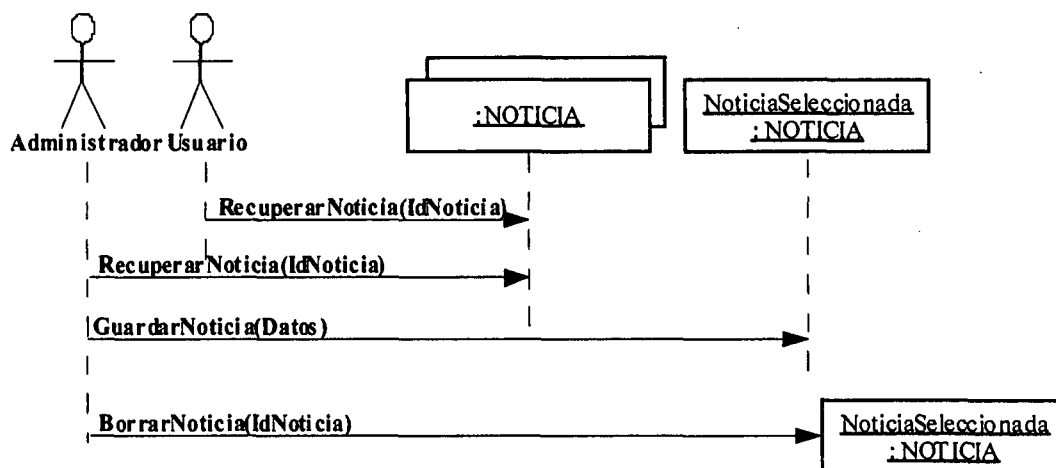 Administrador Usuario
:NOTICIA
NoticiaSeleccionada
:NOTICIA
RecuperarNoticia(IdNoticia)
RecuperarNoticia(IdNoticia)
GuardarNoticia(Datos)
BorrarNoticia(IdNoticia)
NoticiaSeleccionada
:NOTICIA